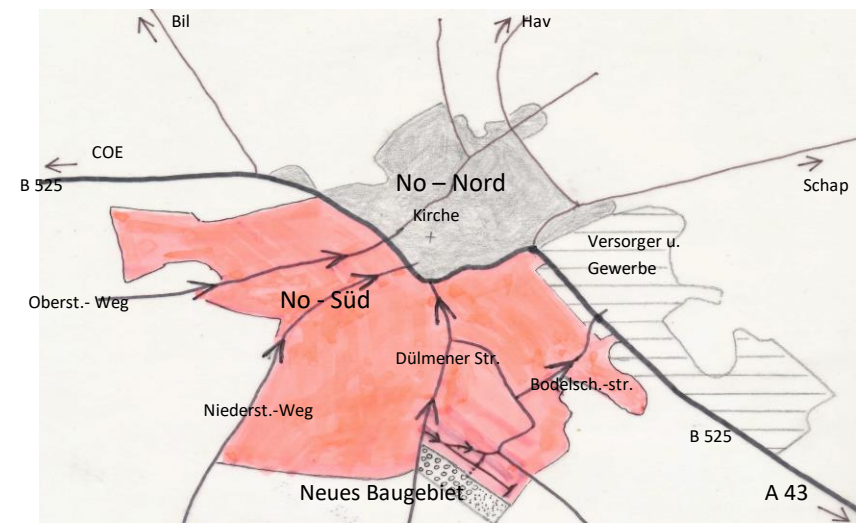 Bil
Hav
COE
B 525
No – Nord
Schap
Kirche
Versorger u.
Gewerbe
Oberst.- Weg
No - Süd
Dülmener Str.
Bodelsch.-str.
Niederst.-Weg
B 525
Neues Baugebiet
A 43